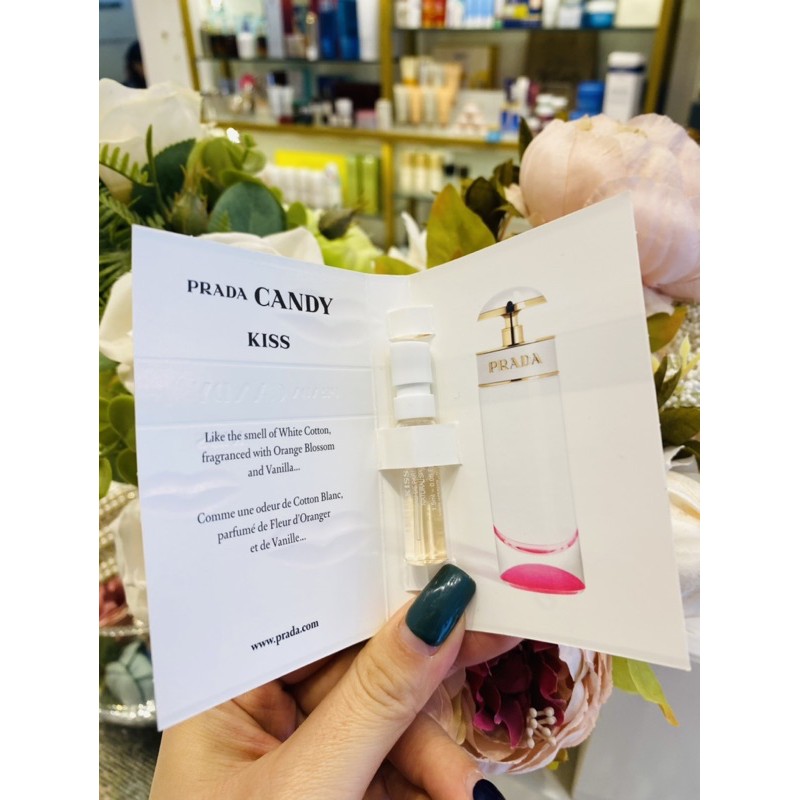 PRADA CANDY
KISS
Like the smell of White Cotton,
fragranced with Orange Blossom
and Vanilla...
Comme une odeur de Cotton Blanc,
parfumé de Fleur d'Oranger
et de Vanille...
www.prada.com
PRADA